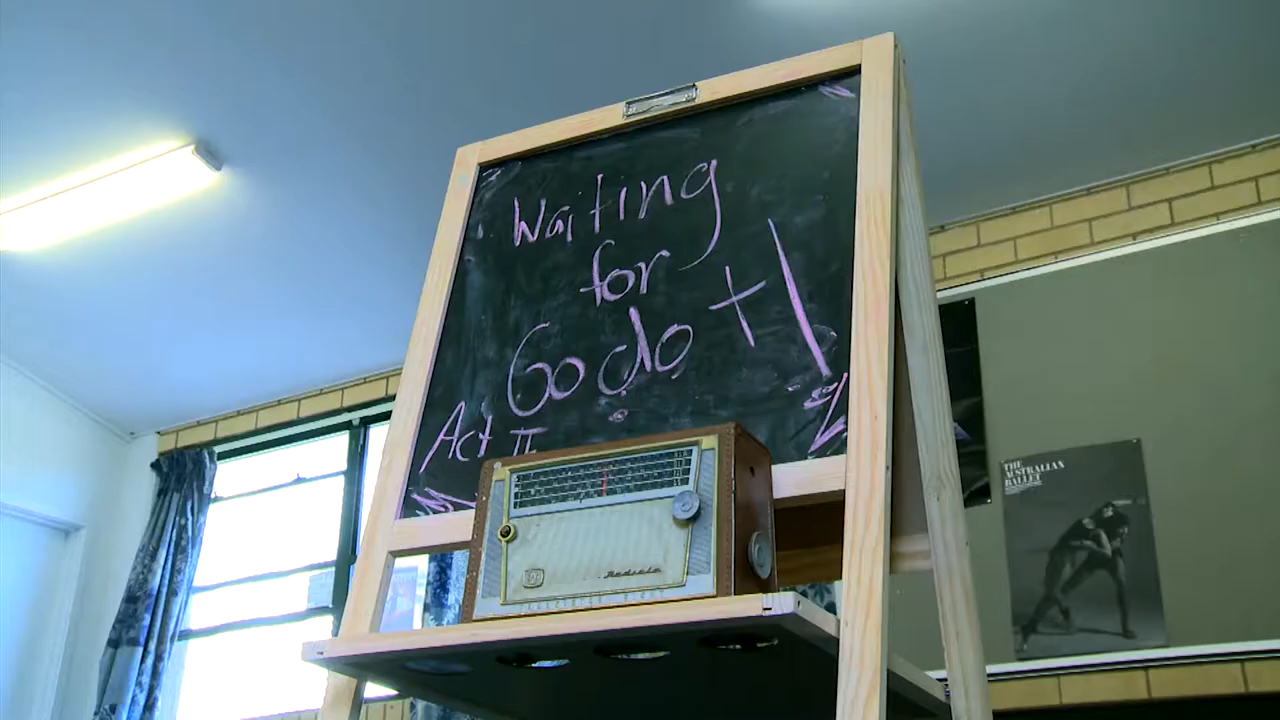 Waiting
for
Godot!
Act II
Radiola
THE
AUSTRALIAN
BALLET